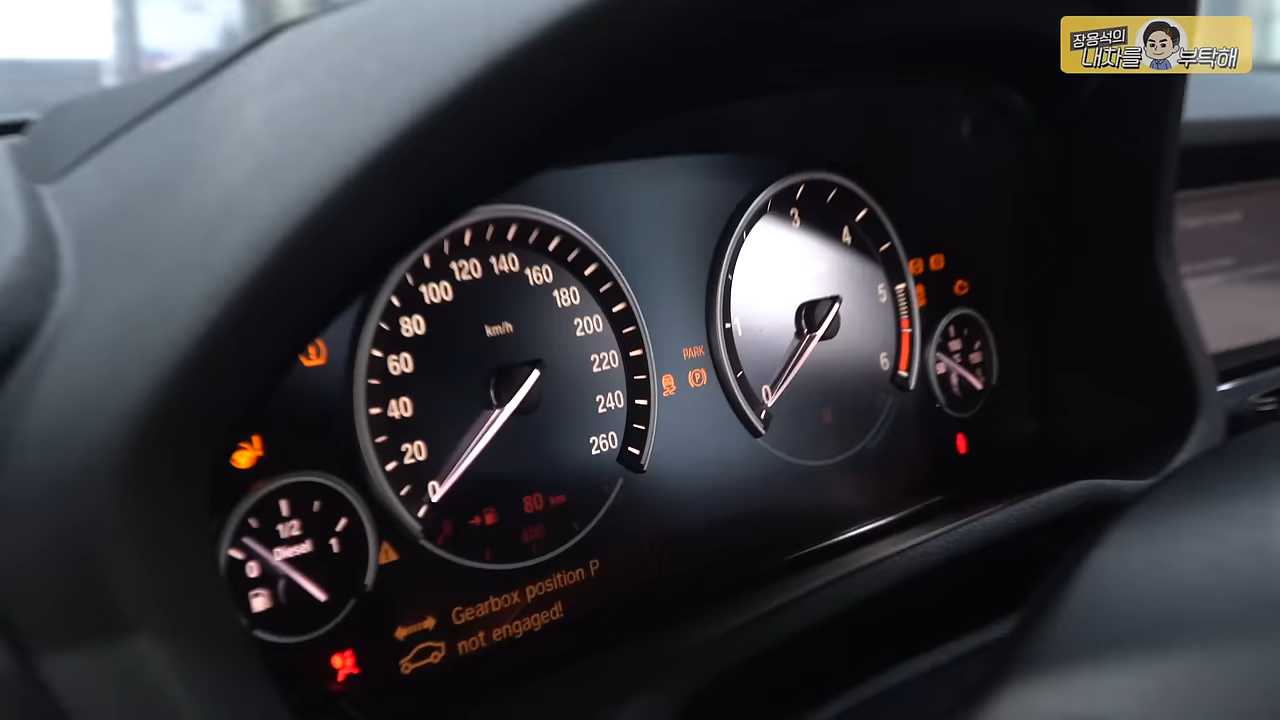 장용석의
내차를 부탁해
3
4
5
6
1
0
120 140
100 160
80 180
60 200
40 220
20 240
0 260
km/h
PARK
P
80 km
1/2
Diesel
0 1
Gearbox position P
not engaged!